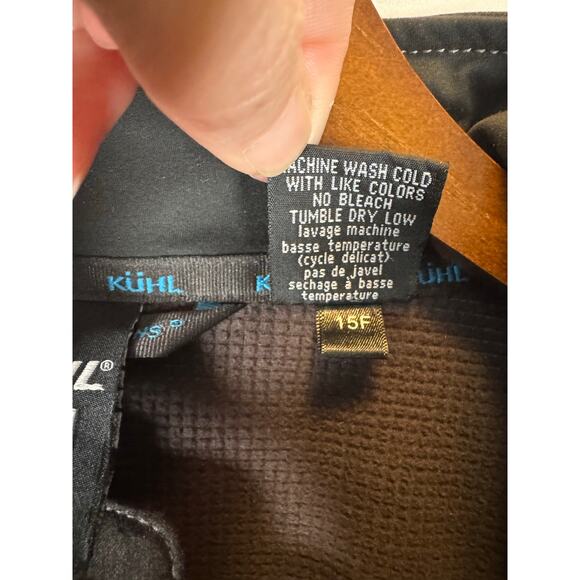 MACHINE WASH COLD
WITH LIKE COLORS
NO BLEACH
TUMBLE DRY LOW
lavage machine
basse temperature
(cycle délicat)
pas de javel
sechage à basse
temperature
KÜHL
K
KÜHL
15F
®